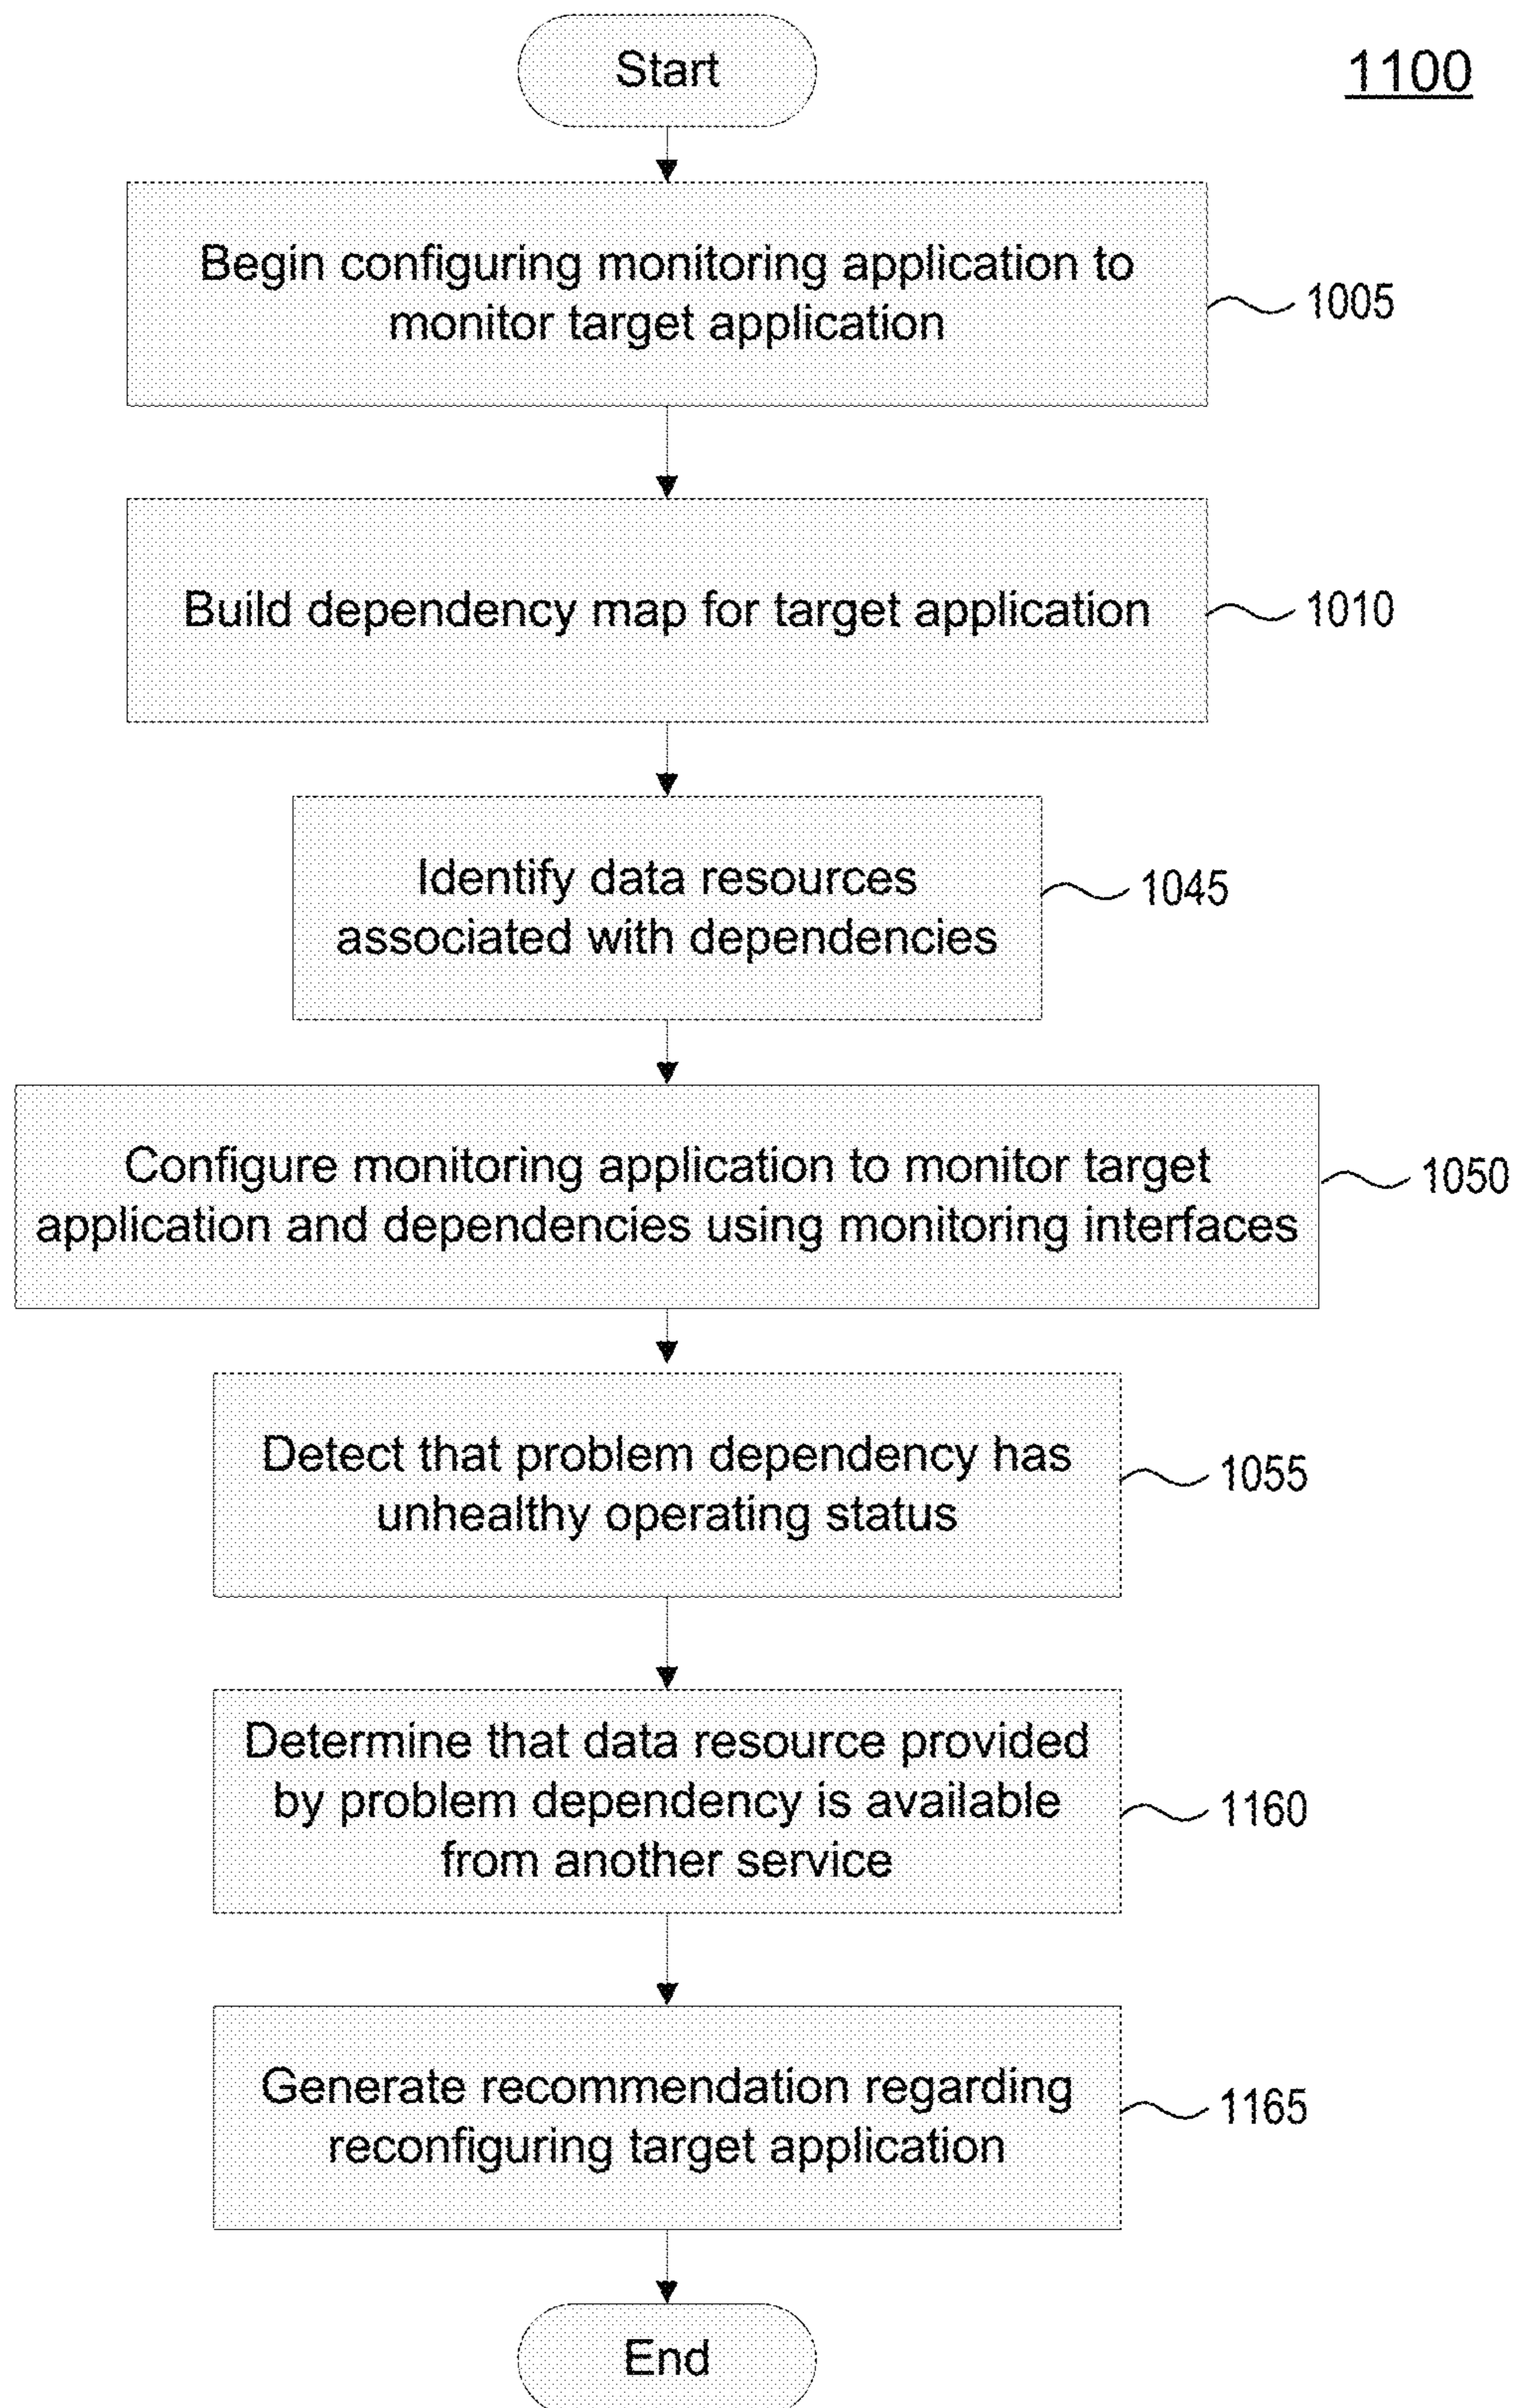 Start
1100
Begin configuring monitoring application to
monitor target application
1005
Build dependency map for target application
1010
Identify data resources
associated with dependencies
1045
Configure monitoring application to monitor target
application and dependencies using monitoring interfaces
1050
Detect that problem dependency has
unhealthy operating status
1055
Determine that data resource provided
by problem dependency is available
from another service
1160
Generate recommendation regarding
reconfiguring target application
1165
End